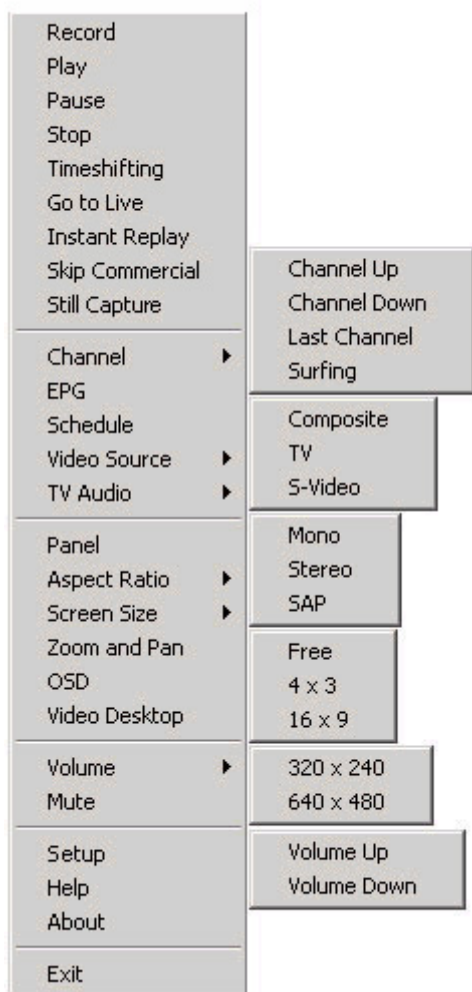 Record
Play
Pause
Stop
Timeshifting
Go to Live
Instant Replay
Skip Commercial
Still Capture
Channel
EPG
Schedule
Video Source
TV Audio
Panel
Aspect Ratio
Screen Size
Zoom and Pan
OSD
Video Desktop
Volume
Mute
Setup
Help
About
Exit
Channel Up
Channel Down
Last Channel
Surfing
Composite
TV
S-Video
Mono
Stereo
SAP
Free
4 x 3
16 x 9
320 x 240
640 x 480
Volume Up
Volume Down